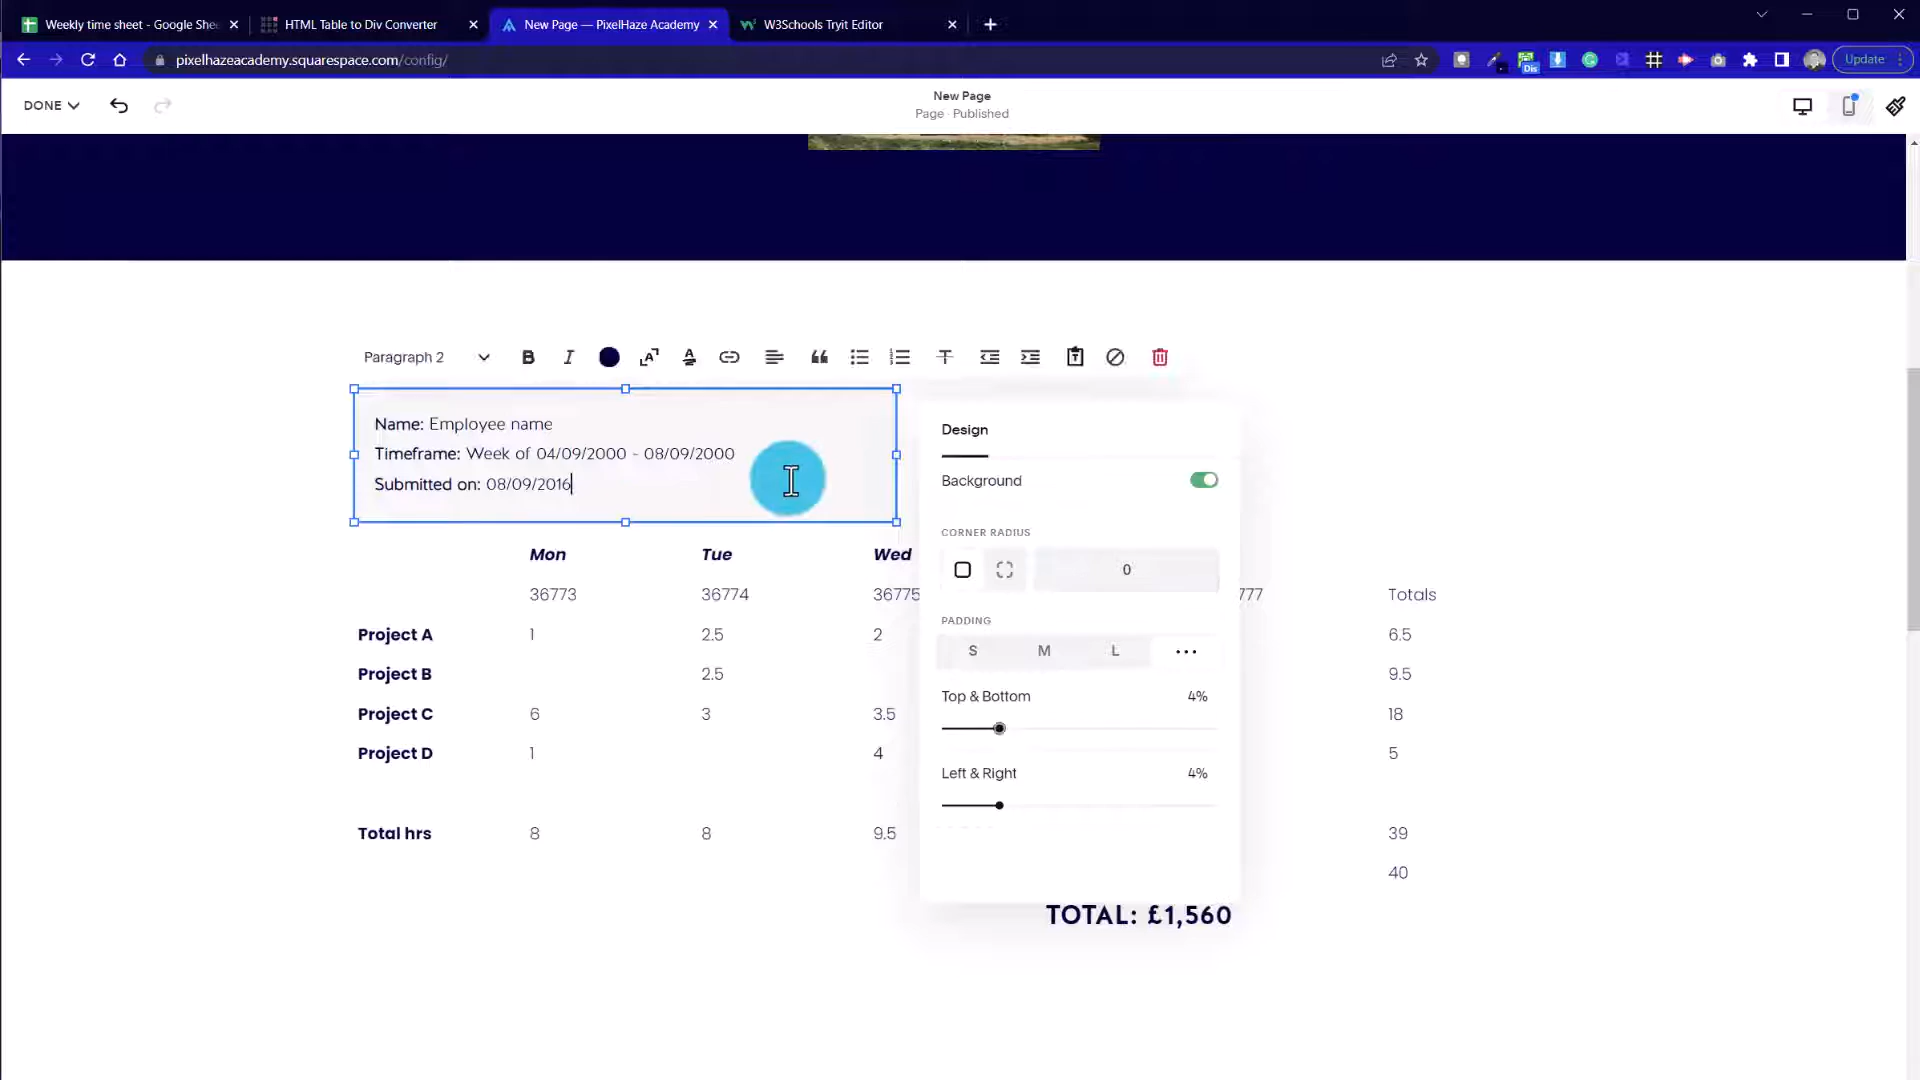 Weekly time sheet - Google She
HTML Table to Div Converter
New Page — PixelHaze Academy
W3Schools Tryit Editor
pixelhazeacademy.squarespace.com/config/
Dis
Update
DONE
New Page
Page · Published
Paragraph 2
Name: Employee name
Timeframe: Week of 04/09/2000 - 08/09/2000
Submitted on: 08/09/2016
Design
Background
CORNER RADIUS
0
PADDING
S M L ...
Top & Bottom 4%
Left & Right 4%
Mon Tue Wed
36773 36774 36775 777 Totals
Project A 1 2.5 2 6.5
Project B 2.5 9.5
Project C 6 3 3.5 18
Project D 1 4 5
Total hrs 8 8 9.5 39
40
TOTAL: £1,560